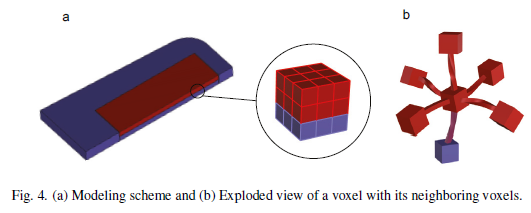 a
b
Fig. 4. (a) Modeling scheme and (b) Exploded view of a voxel with its neighboring voxels.